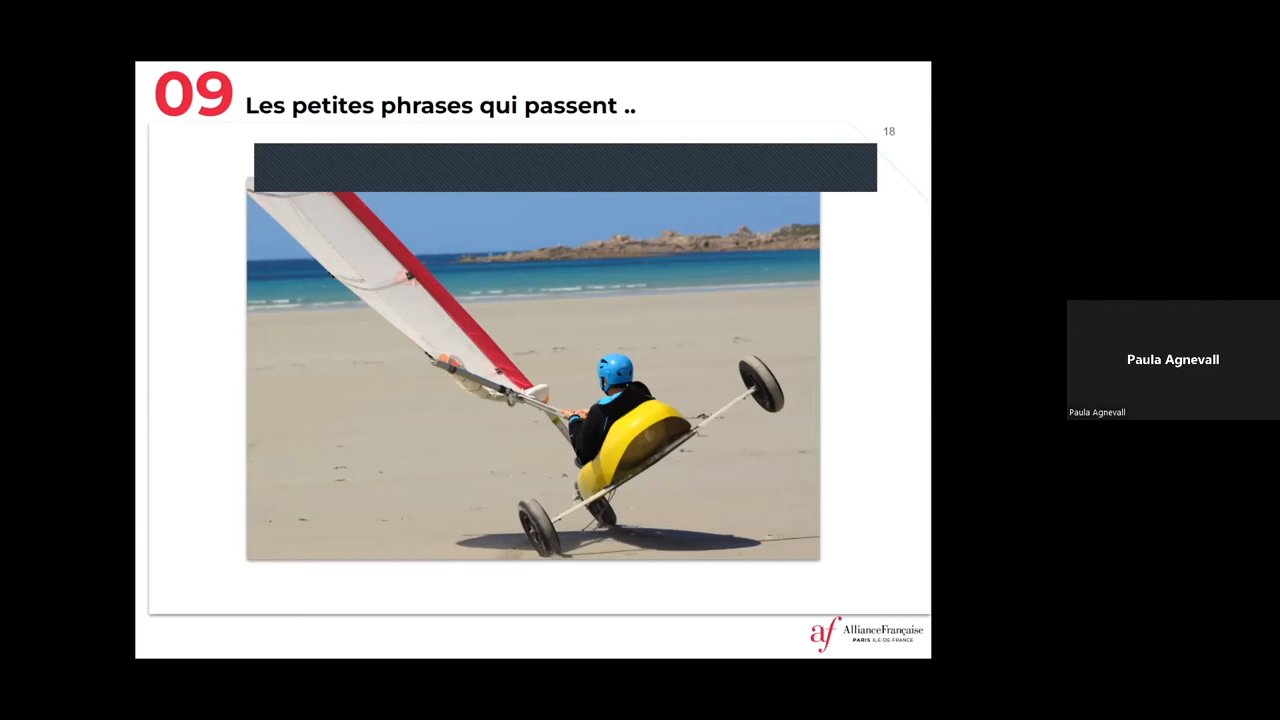 09 Les petites phrases qui passent ..
18
Paula Agnevall
Paula Agnevall
af AllianceFrançaise
PARIS ILE-DE-FRANCE